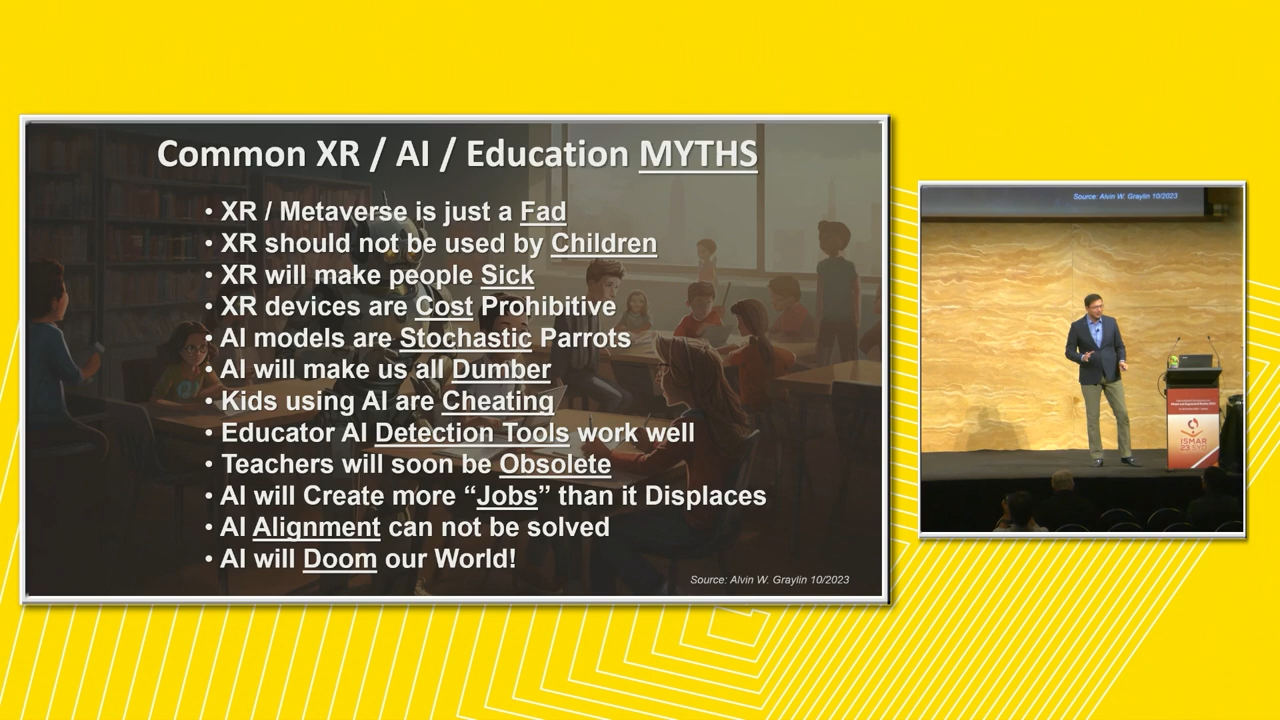 Common XR / AI / Education MYTHS
• XR / Metaverse is just a Fad
• XR should not be used by Children
• XR will make people Sick
• XR devices are Cost Prohibitive
• AI models are Stochastic Parrots
• AI will make us all Dumber
• Kids using AI are Cheating
• Educator AI Detection Tools work well
• Teachers will soon be Obsolete
• AI will Create more “Jobs” than it Displaces
• AI Alignment can not be solved
• AI will Doom our World!
Source: Alvin W. Graylin 10/2023
Source: Alvin W. Graylin 10/2023
ISMAR